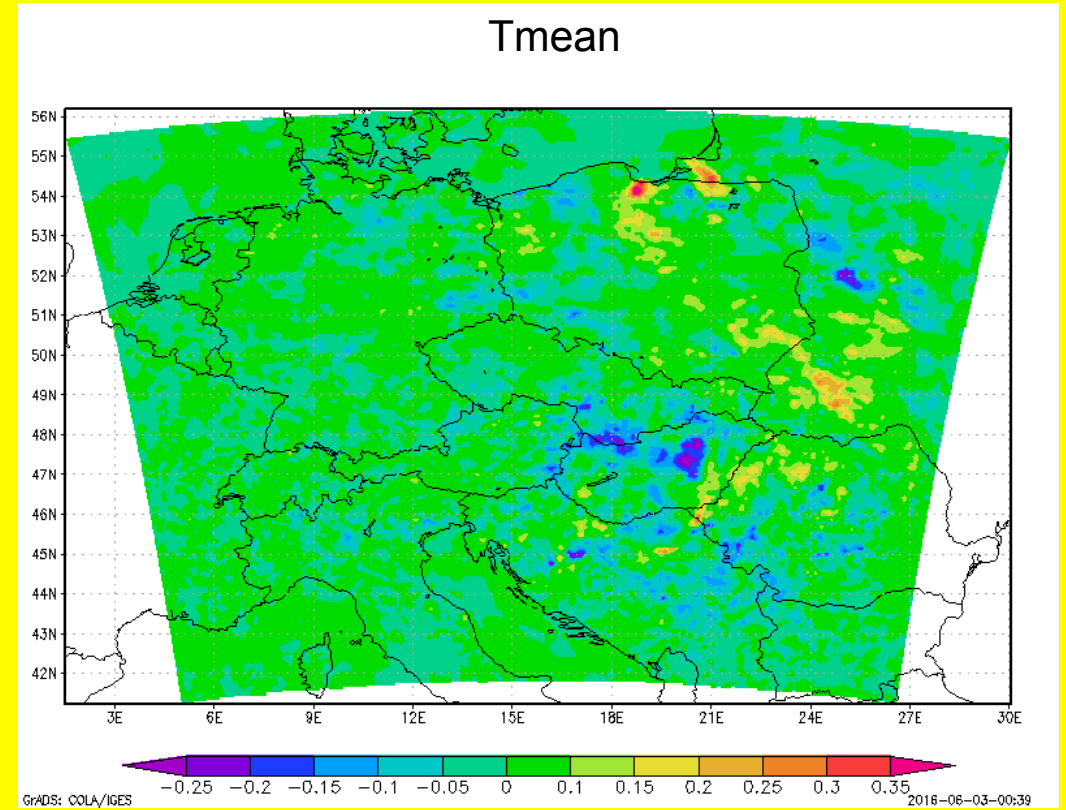 Tmean
56N
55N
54N
53N
52N
51N
50N
49N
48N
47N
46N
45N
44N
43N
42N
3E 6E 9E 12E 15E 18E 21E 24E 27E 30E
−0.25 −0.2 −0.15 −0.1 −0.05 0 0.1 0.15 0.2 0.25 0.3 0.35
GrADS: COLA/IGES 2016−06−03−00:39